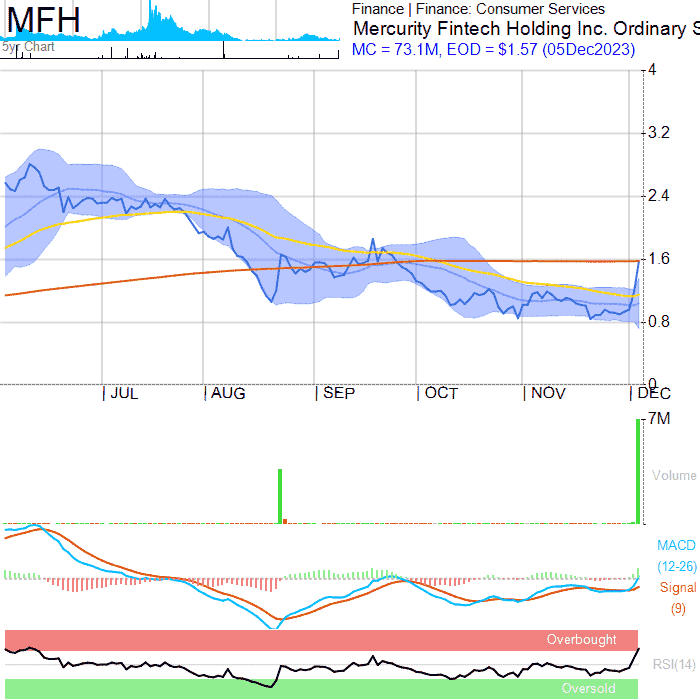 MFH
5yr Chart
Finance | Finance: Consumer Services
Mercurity Fintech Holding Inc. Ordinary S
MC = 73.1M, EOD = $1.57 (05Dec2023)
4
3.2
2.4
1.6
0.8
0
JUL AUG SEP OCT NOV DEC
7M
Volume
MACD
(12-26)
Signal
(9)
Overbought
RSI(14)
Oversold